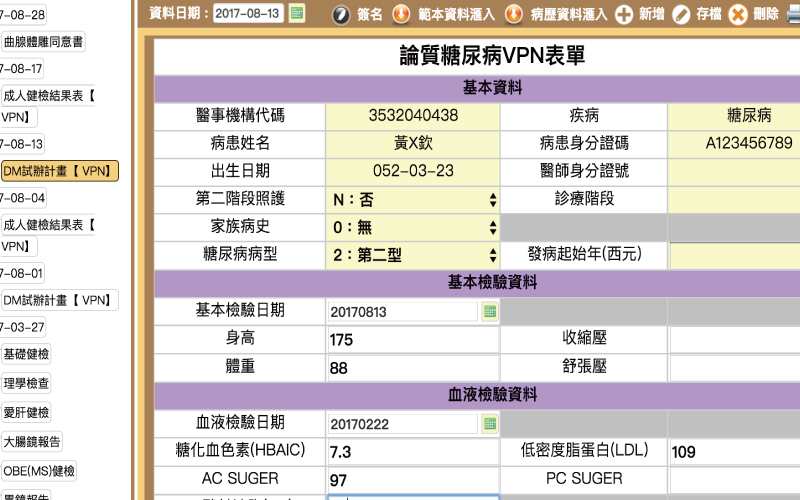 7-08-28
曲腺體雕同意書
7-08-17
成人健檢結果表【
VPN】
7-08-13
DM試辦計畫【 VPN】
7-08-04
成人健檢結果表【
VPN】
7-08-01
DM試辦計畫【 VPN】
7-03-27
基礎健檢
理學檢查
愛肝健檢
大腸鏡報告
OBE(MS)健檢
胃鏡報告
資料日期：2017-08-13 簽名 範本資料滙入 病歷資料滙入 新增 存檔 刪除
論質糖尿病VPN表單
基本資料
醫事機構代碼 3532040438 疾病 糖尿病
病患姓名 黃X欽 病患身分證碼 A123456789
出生日期 052-03-23 醫師身分證號
第二階段照護 N：否 診療階段
家族病史 0：無
糖尿病病型 2：第二型 發病起始年(西元)
基本檢驗資料
基本檢驗日期 20170813
身高 175 收縮壓
體重 88 舒張壓
血液檢驗資料
血液檢驗日期 20170222
糖化血色素(HBAIC) 7.3 低密度脂蛋白(LDL) 109
AC SUGER 97 PC SUGER